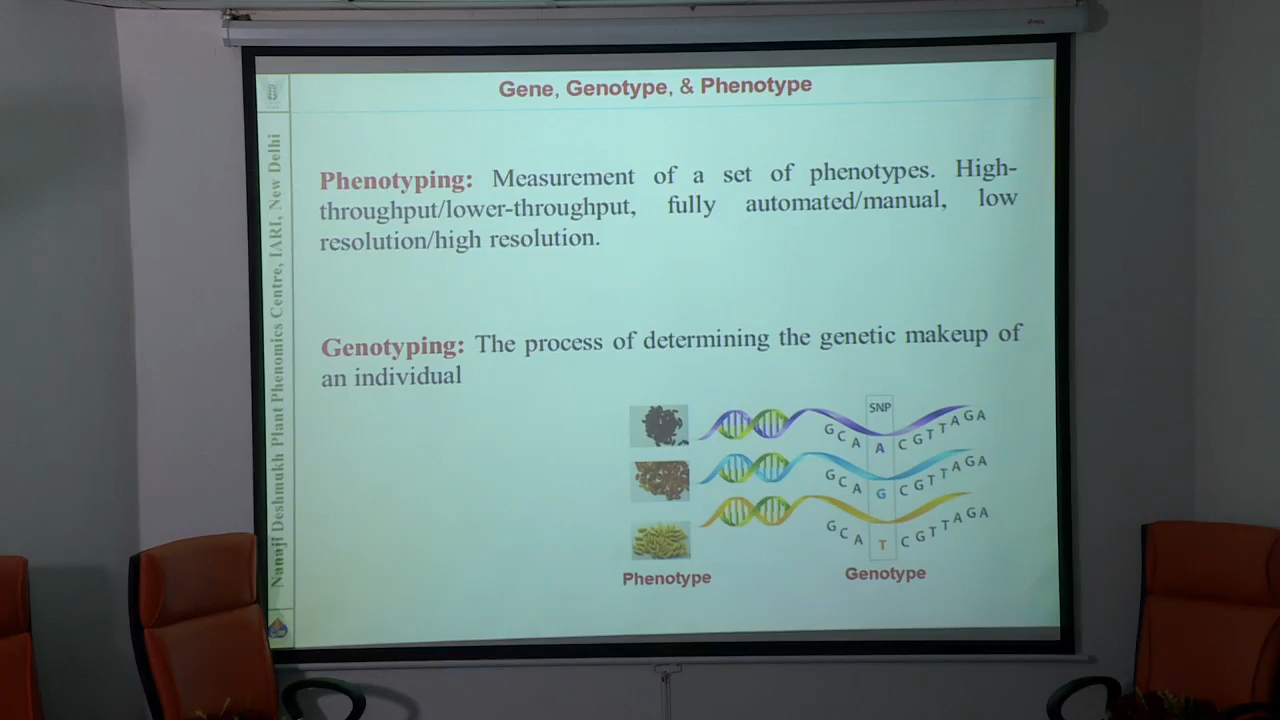 Gene, Genotype, & Phenotype
Nanaji Deshmukh Plant Phenomics Centre, IARI, New Delhi
Phenotyping: Measurement of a set of phenotypes. High-
throughput/lower-throughput, fully automated/manual, low
resolution/high resolution.
Genotyping: The process of determining the genetic makeup of
an individual
SNP
GCA A CGTTAGA
GCA G CGTTAGA
GCA T CGTTAGA
Phenotype
Genotype